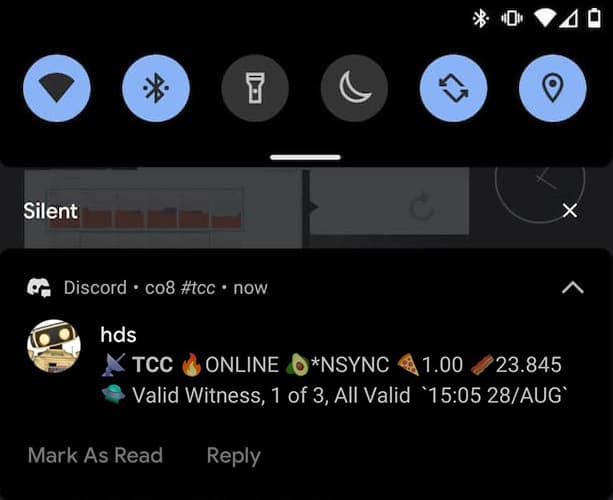 Silent
Discord • co8 #tcc • now
hds
📡 TCC 🔥ONLINE 🥑*NSYNC 🍕1.00 🥓23.845
🛸 Valid Witness, 1 of 3, All Valid `15:05 28/AUG`
Mark As Read Reply